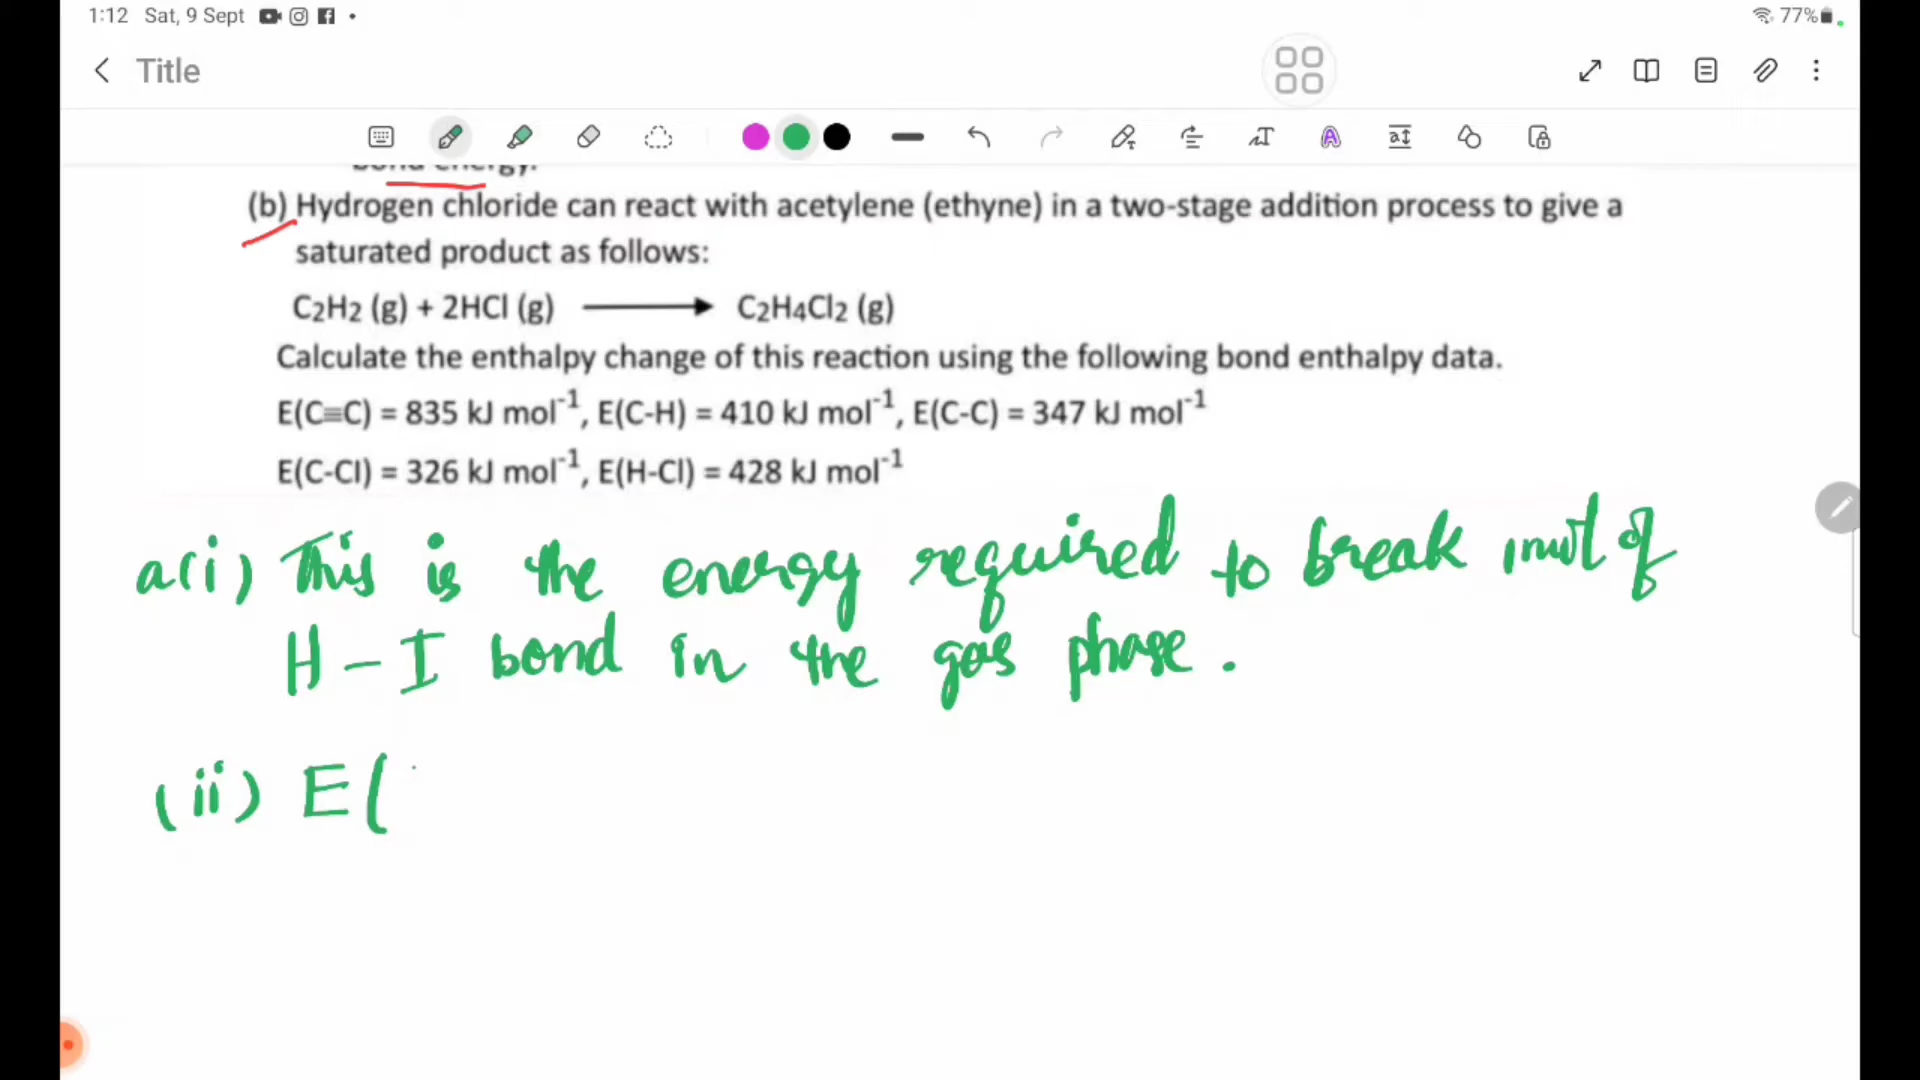 1:12 Sat, 9 Sept
77%
Title
bond energy.
(b) Hydrogen chloride can react with acetylene (ethyne) in a two-stage addition process to give a
saturated product as follows:
C2H2 (g) + 2HCl (g) ⟶ C2H4Cl2 (g)
Calculate the enthalpy change of this reaction using the following bond enthalpy data.
E(C≡C) = 835 kJ mol⁻¹, E(C-H) = 410 kJ mol⁻¹, E(C-C) = 347 kJ mol⁻¹
E(C-Cl) = 326 kJ mol⁻¹, E(H-Cl) = 428 kJ mol⁻¹
a(i) This is the energy required to break 1mol of
H-I bond in the gas phase.
(ii) E(